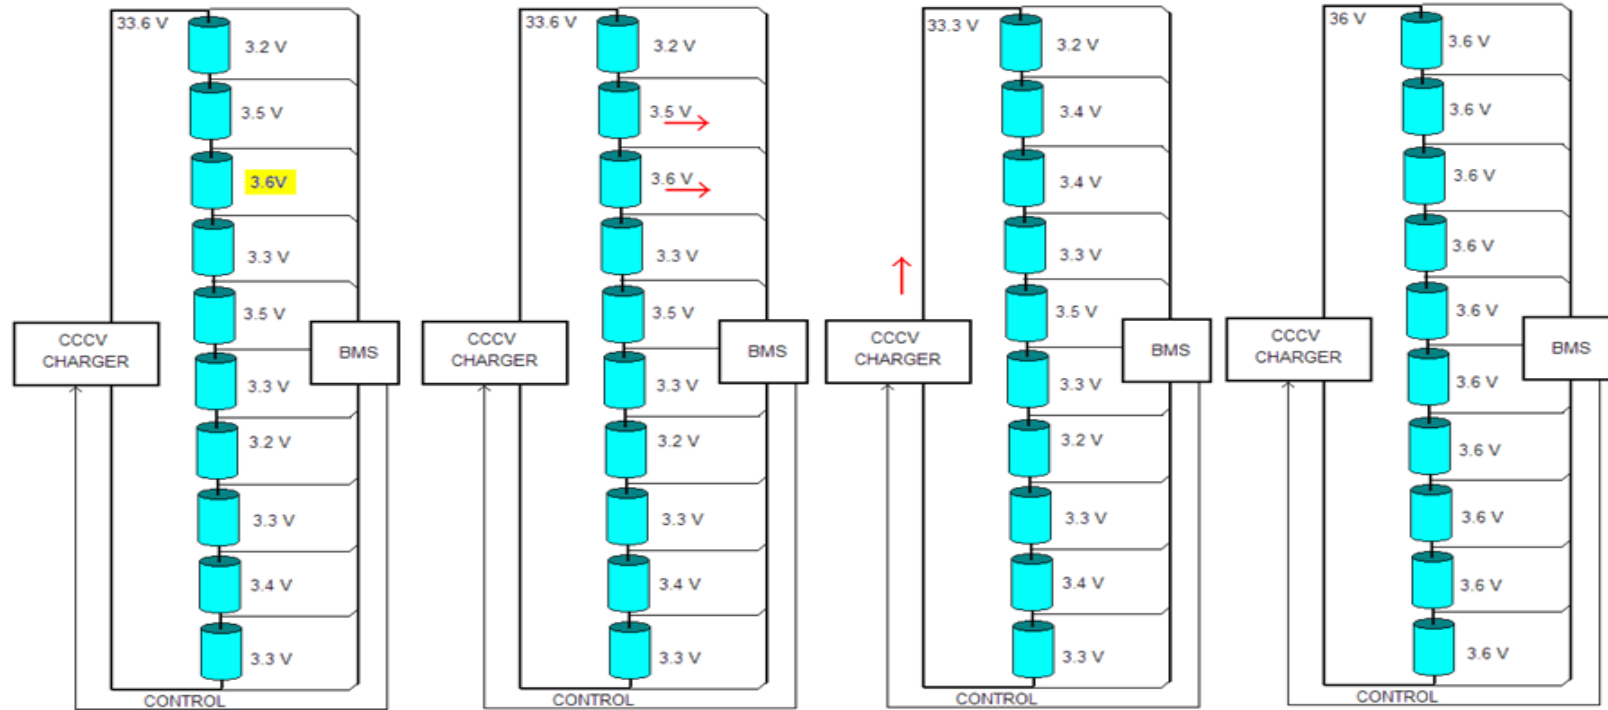 33.6 V
3.2 V
3.5 V
3.6V
3.3 V
3.5 V
CCCV
CHARGER
BMS
3.3 V
3.2 V
3.3 V
3.4 V
3.3 V
CONTROL
33.6 V
3.2 V
3.5 V
3.6 V
3.3 V
3.5 V
CCCV
CHARGER
BMS
3.3 V
3.2 V
3.3 V
3.4 V
3.3 V
CONTROL
33.3 V
3.2 V
3.4 V
3.4 V
3.3 V
3.5 V
CCCV
CHARGER
BMS
3.3 V
3.2 V
3.3 V
3.4 V
3.3 V
CONTROL
36 V
3.6 V
3.6 V
3.6 V
3.6 V
3.6 V
CCCV
CHARGER
BMS
3.6 V
3.6 V
3.6 V
3.6 V
3.6 V
CONTROL